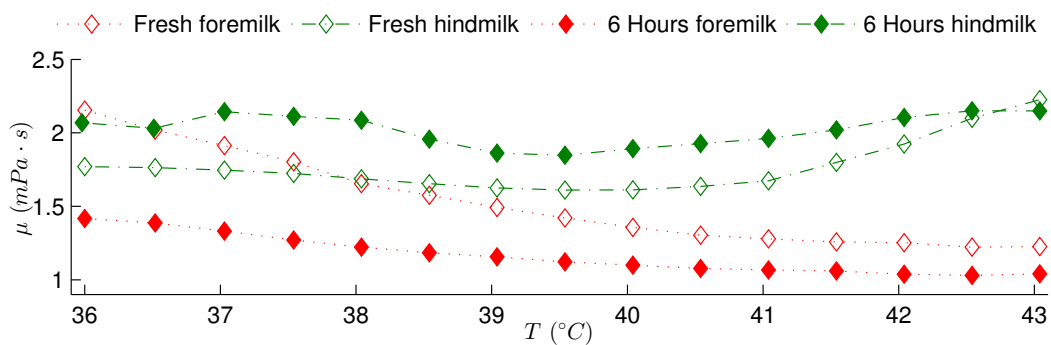 Fresh foremilk Fresh hindmilk 6 Hours foremilk 6 Hours hindmilk
2.5
2
1.5
1
μ (mPa · s)
36 37 38 39 40 41 42 43
T (°C)